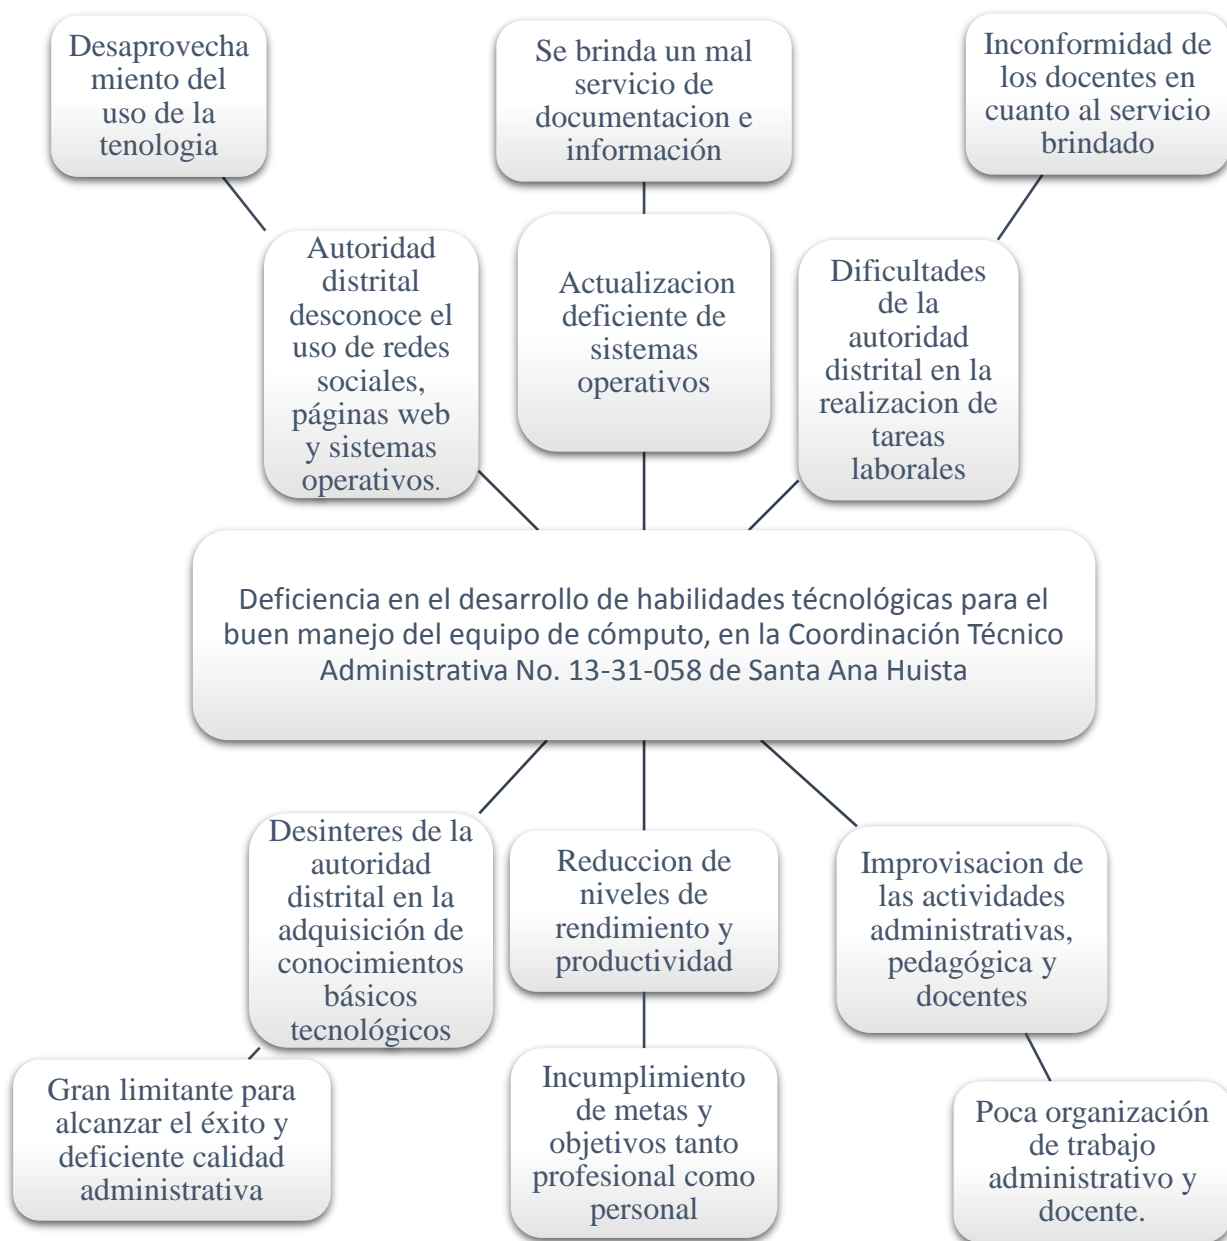 Desaprovecha
miento del
uso de la
tenologia
Se brinda un mal
servicio de
documentacion e
información
Inconformidad de
los docentes en
cuanto al servicio
brindado
Autoridad
distrital
desconoce el
uso de redes
sociales,
páginas web
y sistemas
operativos.
Actualizacion
deficiente de
sistemas
operativos
Dificultades
de la
autoridad
distrital en la
realizacion de
tareas
laborales
Deficiencia en el desarrollo de habilidades técnológicas para el
buen manejo del equipo de cómputo, en la Coordinación Técnico
Administrativa No. 13-31-058 de Santa Ana Huista
Desinteres de la
autoridad
distrital en la
adquisición de
conocimientos
básicos
tecnológicos
Reduccion de
niveles de
rendimiento y
productividad
Improvisacion de
las actividades
administrativas,
pedagógica y
docentes
Gran limitante para
alcanzar el éxito y
deficiente calidad
administrativa
Incumplimiento
de metas y
objetivos tanto
profesional como
personal
Poca organización
de trabajo
administrativo y
docente.